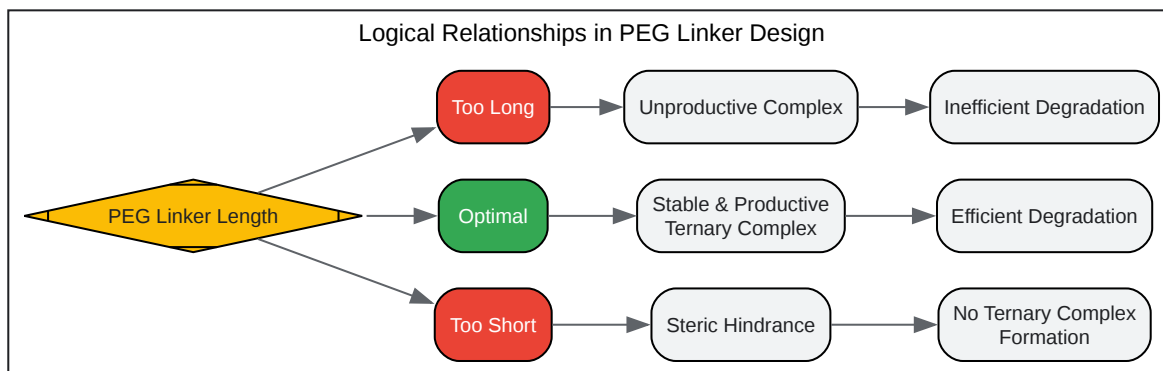 Logical Relationships in PEG Linker Design
Too Long
Unproductive Complex
Inefficient Degradation
PEG Linker Length
Optimal
Stable & Productive
Ternary Complex
Efficient Degradation
Too Short
Steric Hindrance
No Ternary Complex
Formation